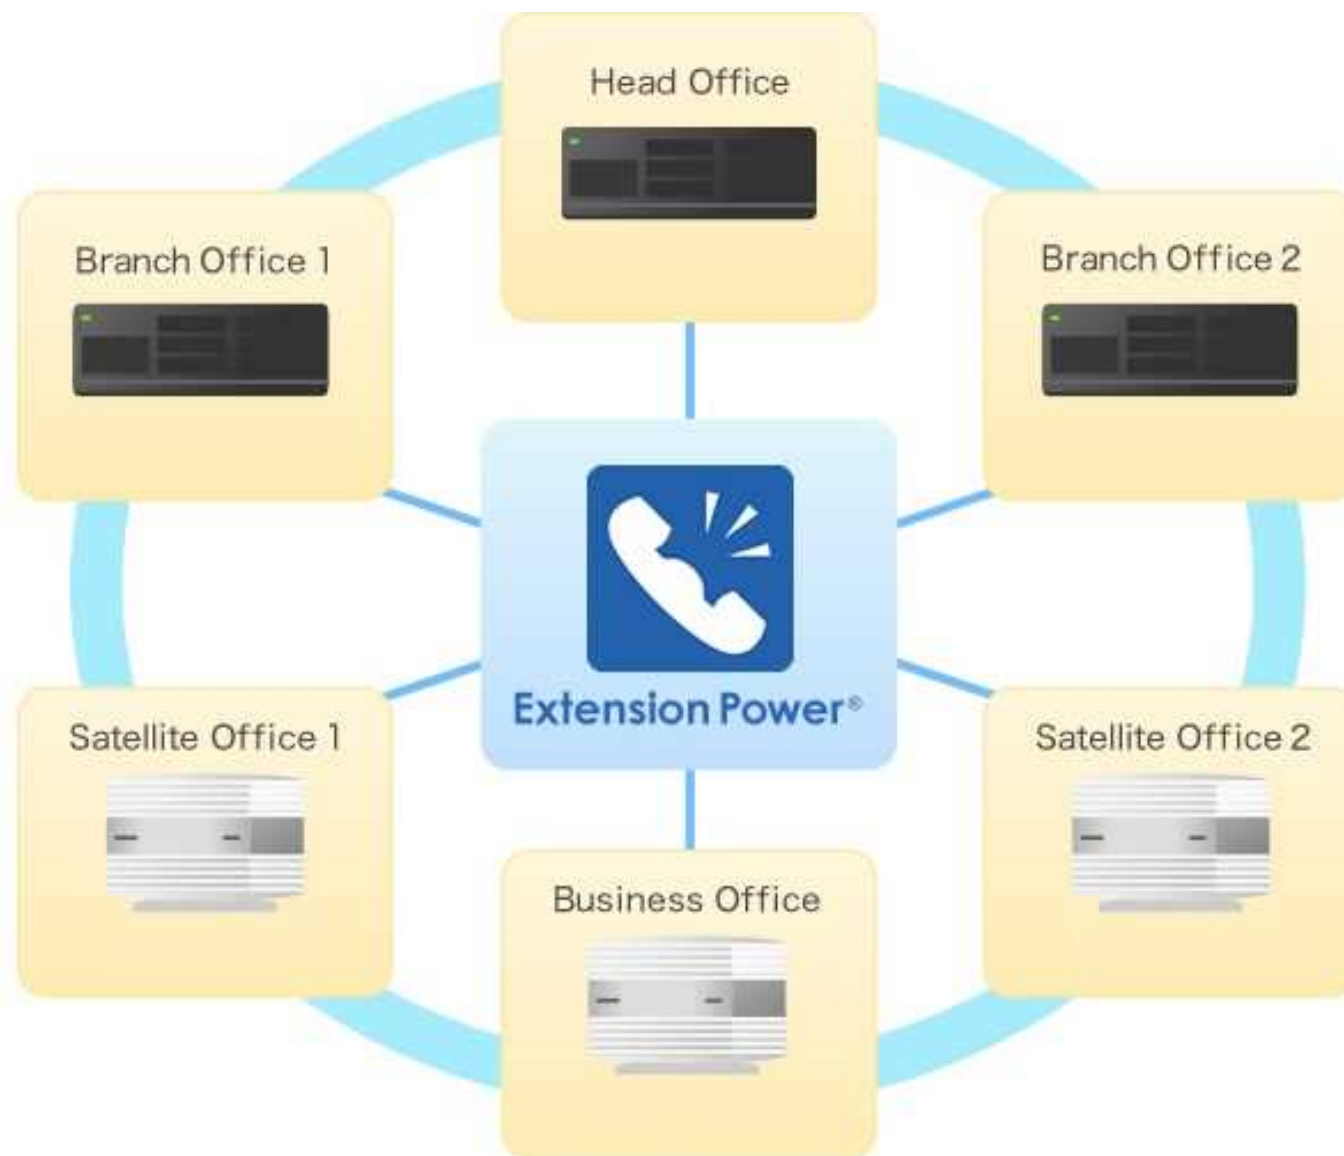 Head Office
Branch Office 1
Branch Office 2
Extension Power®
Satellite Office 1
Satellite Office 2
Business Office